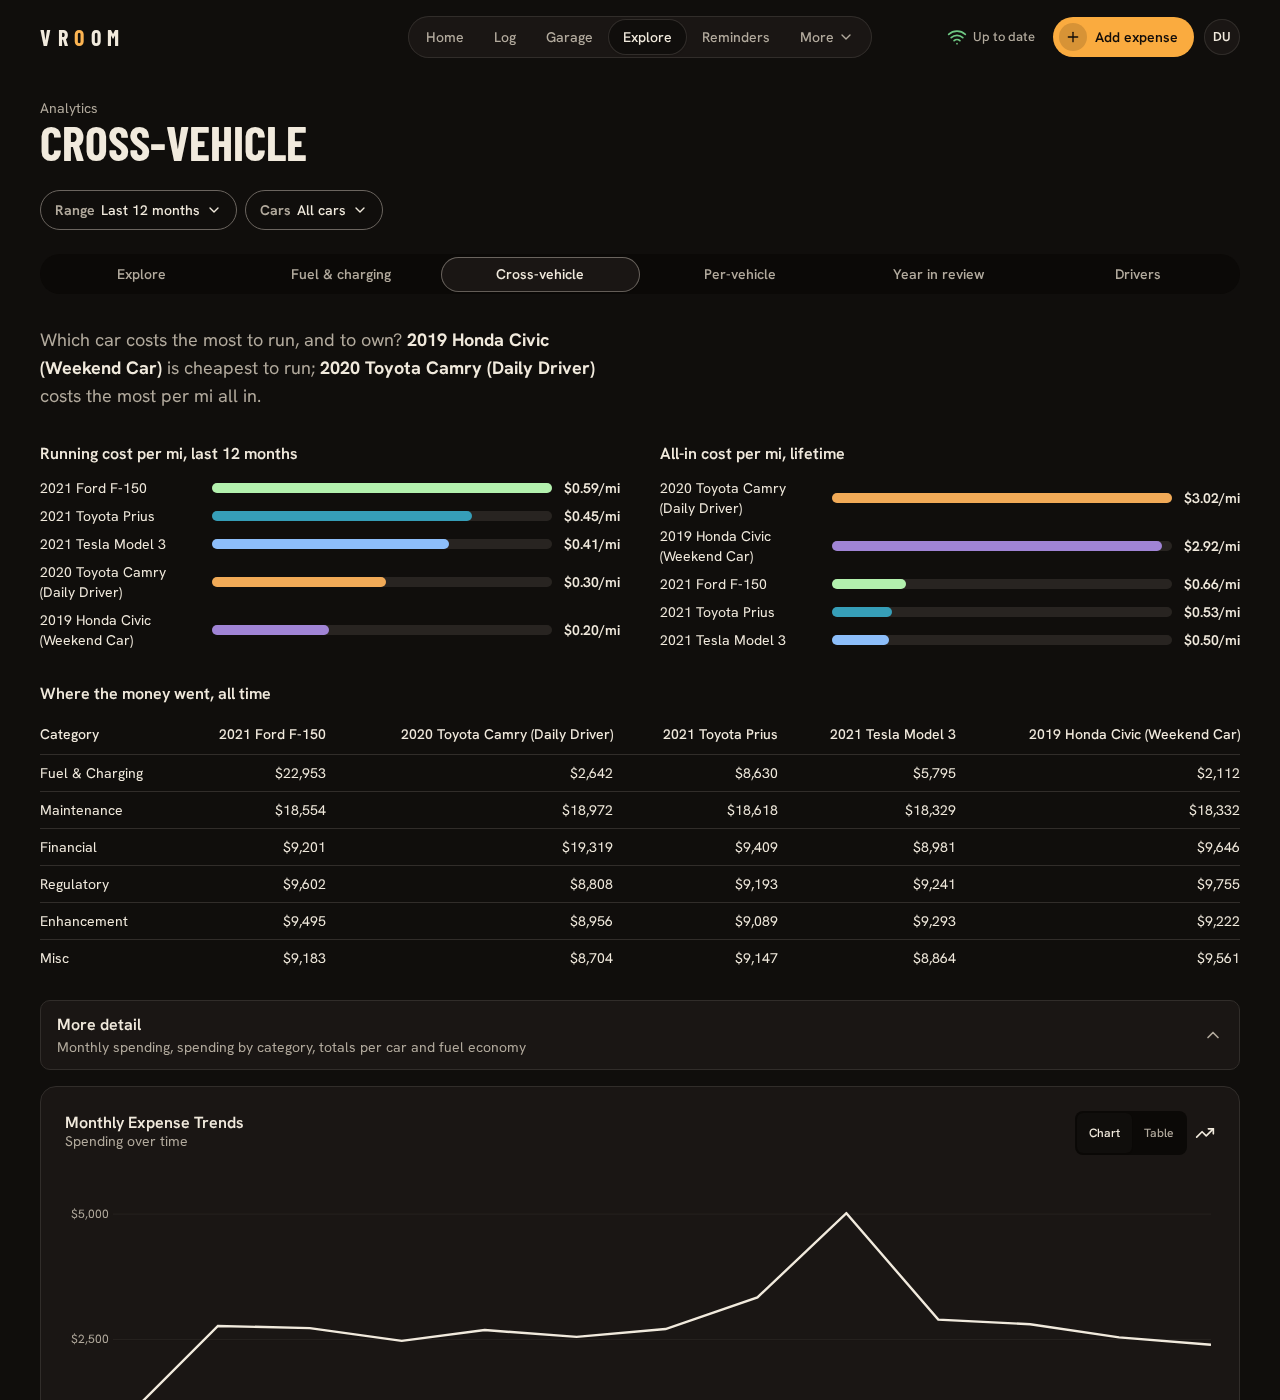 VROOM
Home Log Garage Explore Reminders More
Up to date
Add expense
DU
Analytics
CROSS-VEHICLE
Range Last 12 months
Cars All cars
Explore Fuel & charging Cross-vehicle Per-vehicle Year in review Drivers
Which car costs the most to run, and to own? 2019 Honda Civic
(Weekend Car) is cheapest to run; 2020 Toyota Camry (Daily Driver)
costs the most per mi all in.
Running cost per mi, last 12 months
2021 Ford F-150 $0.59/mi
2021 Toyota Prius $0.45/mi
2021 Tesla Model 3 $0.41/mi
2020 Toyota Camry
(Daily Driver) $0.30/mi
2019 Honda Civic
(Weekend Car) $0.20/mi
All-in cost per mi, lifetime
2020 Toyota Camry
(Daily Driver) $3.02/mi
2019 Honda Civic
(Weekend Car) $2.92/mi
2021 Ford F-150 $0.66/mi
2021 Toyota Prius $0.53/mi
2021 Tesla Model 3 $0.50/mi
Where the money went, all time
Category 2021 Ford F-150 2020 Toyota Camry (Daily Driver) 2021 Toyota Prius 2021 Tesla Model 3 2019 Honda Civic (Weekend Car)
Fuel & Charging $22,953 $2,642 $8,630 $5,795 $2,112
Maintenance $18,554 $18,972 $18,618 $18,329 $18,332
Financial $9,201 $19,319 $9,409 $8,981 $9,646
Regulatory $9,602 $8,808 $9,193 $9,241 $9,755
Enhancement $9,495 $8,956 $9,089 $9,293 $9,222
Misc $9,183 $8,704 $9,147 $8,864 $9,561
More detail
Monthly spending, spending by category, totals per car and fuel economy
Monthly Expense Trends
Spending over time
Chart Table
$5,000
$2,500